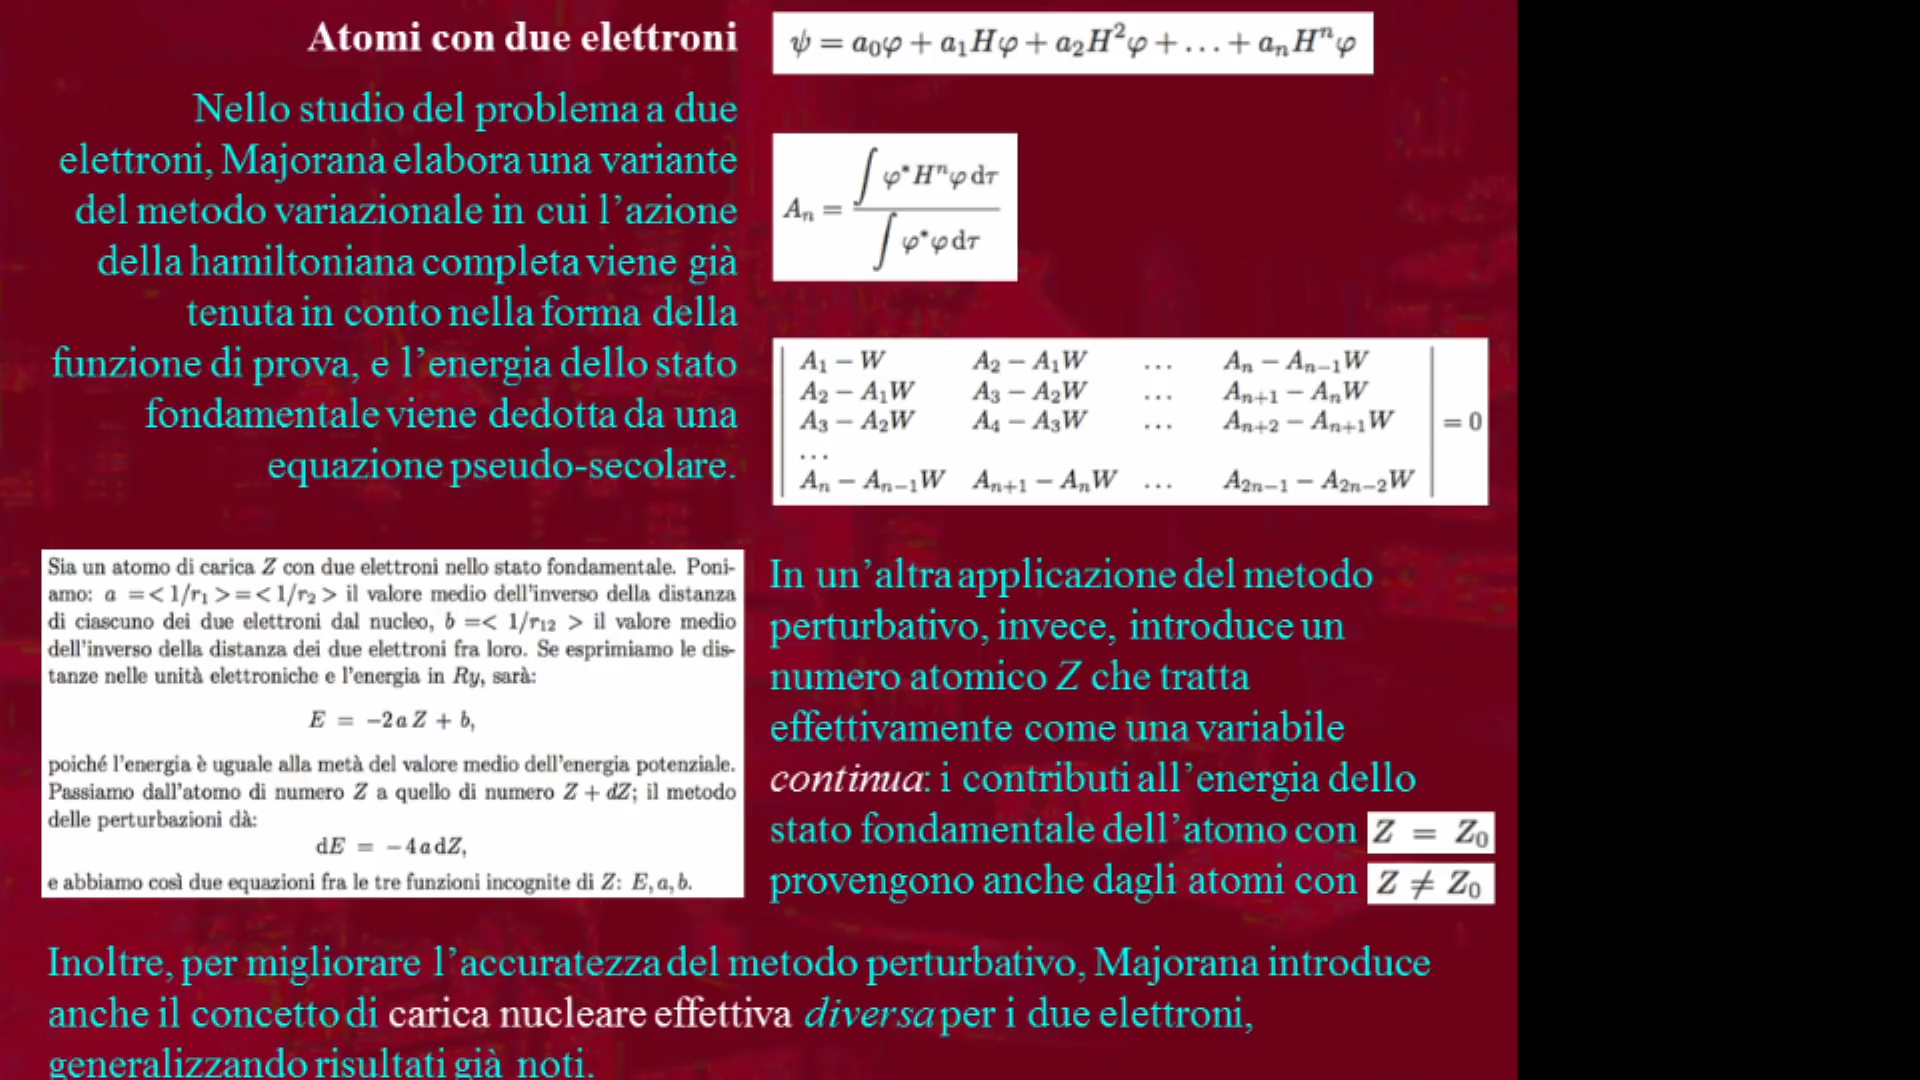 Atomi con due elettroni
Nello studio del problema a due
elettroni, Majorana elabora una variante
del metodo variazionale in cui l'azione
della hamiltoniana completa viene già
tenuta in conto nella forma della
funzione di prova, e l'energia dello stato
fondamentale viene dedotta da una
equazione pseudo-secolare.
ψ = a₀φ + a₁Hφ + a₂H²φ + . . . + aₙHⁿφ
Aₙ = ∫ φ*Hⁿφ dτ / ∫ φ*φ dτ
| A₁ − W   A₂ − A₁W   ...   Aₙ − Aₙ₋₁W |
| A₂ − A₁W   A₃ − A₂W   ...   Aₙ₊₁ − AₙW |
| A₃ − A₂W   A₄ − A₃W   ...   Aₙ₊₂ − Aₙ₊₁W | = 0
| ... |
| Aₙ − Aₙ₋₁W   Aₙ₊₁ − AₙW   ...   A₂ₙ₋₁ − A₂ₙ₋₂W |
Sia un atomo di carica Z con due elettroni nello stato fondamentale. Poni-
amo: a =< 1/r₁ >=< 1/r₂ > il valore medio dell'inverso della distanza
di ciascuno dei due elettroni dal nucleo, b =< 1/r₁₂ > il valore medio
dell'inverso della distanza dei due elettroni fra loro. Se esprimiamo le dis-
tanze nelle unità elettroniche e l'energia in Ry, sarà:
E = −2 a Z + b,
poiché l'energia è uguale alla metà del valore medio dell'energia potenziale.
Passiamo dall'atomo di numero Z a quello di numero Z + dZ; il metodo
delle perturbazioni dà:
dE = −4 a dZ,
e abbiamo così due equazioni fra le tre funzioni incognite di Z: E, a, b.
In un'altra applicazione del metodo
perturbativo, invece, introduce un
numero atomico Z che tratta
effettivamente come una variabile
continua: i contributi all'energia dello
stato fondamentale dell'atomo con Z = Z₀
provengono anche dagli atomi con Z ≠ Z₀
Inoltre, per migliorare l'accuratezza del metodo perturbativo, Majorana introduce
anche il concetto di carica nucleare effettiva diversa per i due elettroni,
generalizzando risultati già noti.